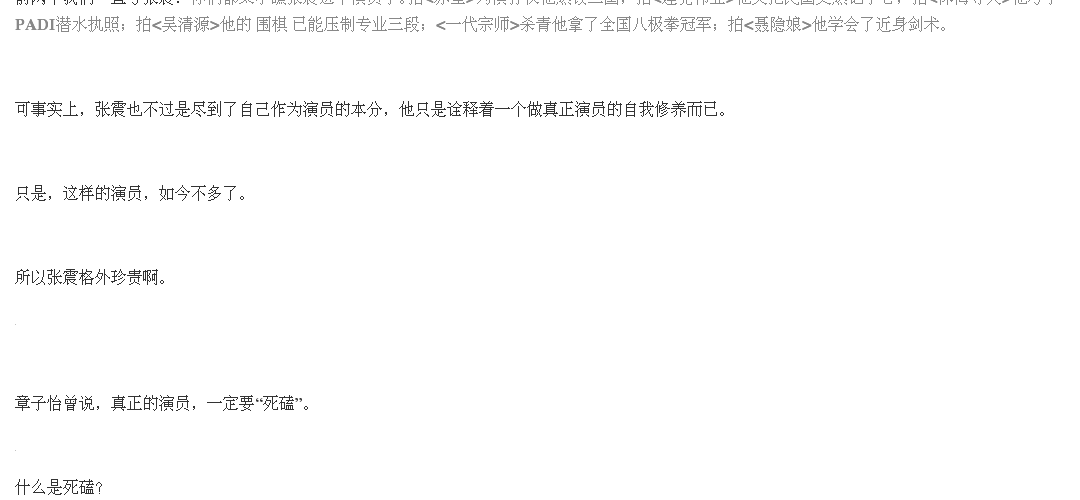 PADI潜水执照；拍<吴清源>他的 围棋 已能压制专业三段；<一代宗师>杀青他拿了全国八极拳冠军；拍<聂隐娘>他学会了近身剑术。
可事实上，张震也不过是尽到了自己作为演员的本分，他只是诠释着一个做真正演员的自我修养而已。
只是，这样的演员，如今不多了。
所以张震格外珍贵啊。
章子怡曾说，真正的演员，一定要“死磕”。
什么是死磕？